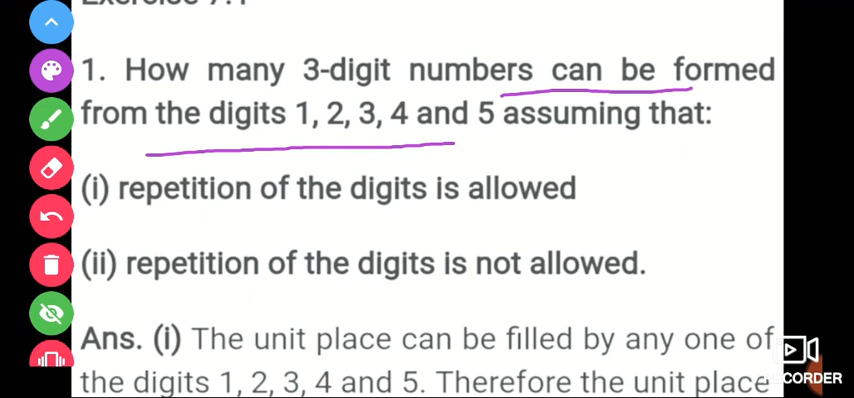 1. How many 3-digit numbers can be formed
from the digits 1, 2, 3, 4 and 5 assuming that:
(i) repetition of the digits is allowed
(ii) repetition of the digits is not allowed.
Ans. (i) The unit place can be filled by any one of
the digits 1, 2, 3, 4 and 5. Therefore the unit place